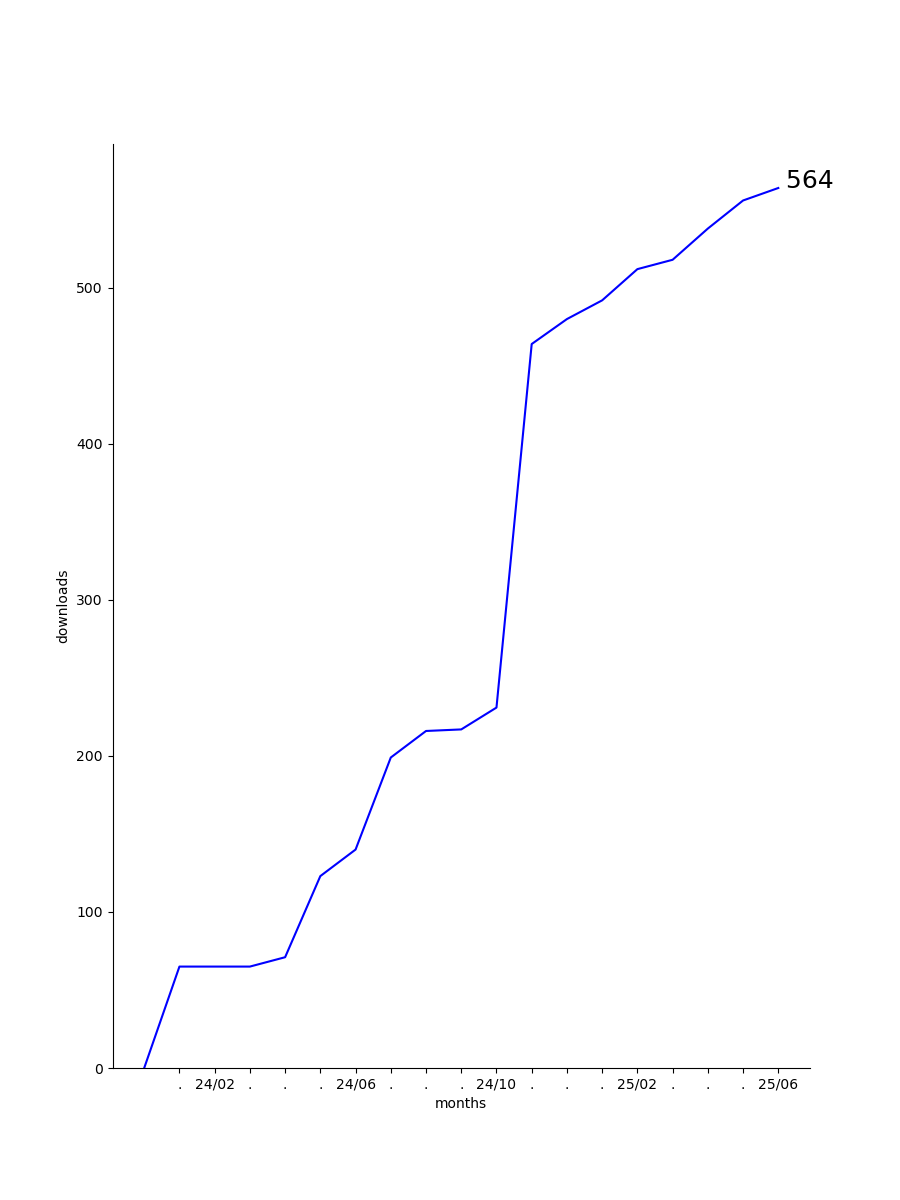 564
500
400
300
200
100
0
downloads
. 24/02 . . . 24/06 . . . 24/10 . . . 25/02 . . . 25/06
months